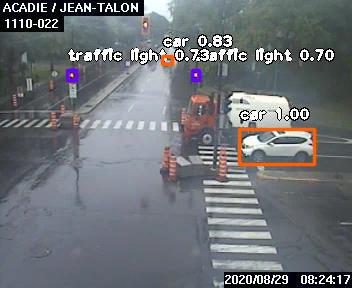 ACADIE / JEAN-TALON
1110-022
car 0.83
traffic light 0.73
affic light 0.70
car 1.00
2020/08/29 08:24:17